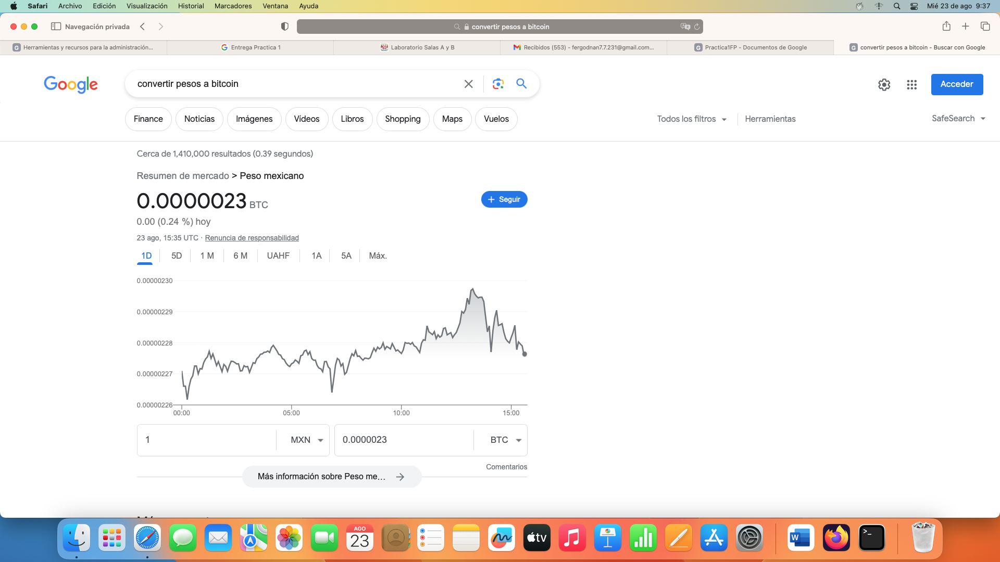 Safari Archivo Edición Visualización Historial Marcadores Ventana Ayuda Mié 23 de ago 9:37
Navegación privada convertir pesos a bitcoin
Herramientas y recursos para la administración... Entrega Practica 1 Laboratorio Salas A y B Recibidos (553) - fergodnan7.7.231@gmail.com... Practica1FP - Documentos de Google convertir pesos a bitcoin - Buscar con Google
Google convertir pesos a bitcoin Acceder
Finance Noticias Imágenes Vídeos Libros Shopping Maps Vuelos Todos los filtros Herramientas SafeSearch
Cerca de 1,410,000 resultados (0.39 segundos)
Resumen de mercado > Peso mexicano
0.0000023 BTC
+ Seguir
0.00 (0.24 %) hoy
23 ago, 15:35 UTC · Renuncia de responsabilidad
1D 5D 1 M 6 M UAHF 1A 5A Máx.
0.00000230
0.00000229
0.00000228
0.00000227
0.00000226
00:00 05:00 10:00 15:00
1 MXN 0.0000023 BTC
Comentarios
Más información sobre Peso me...
AGO
23
tv
W
>_